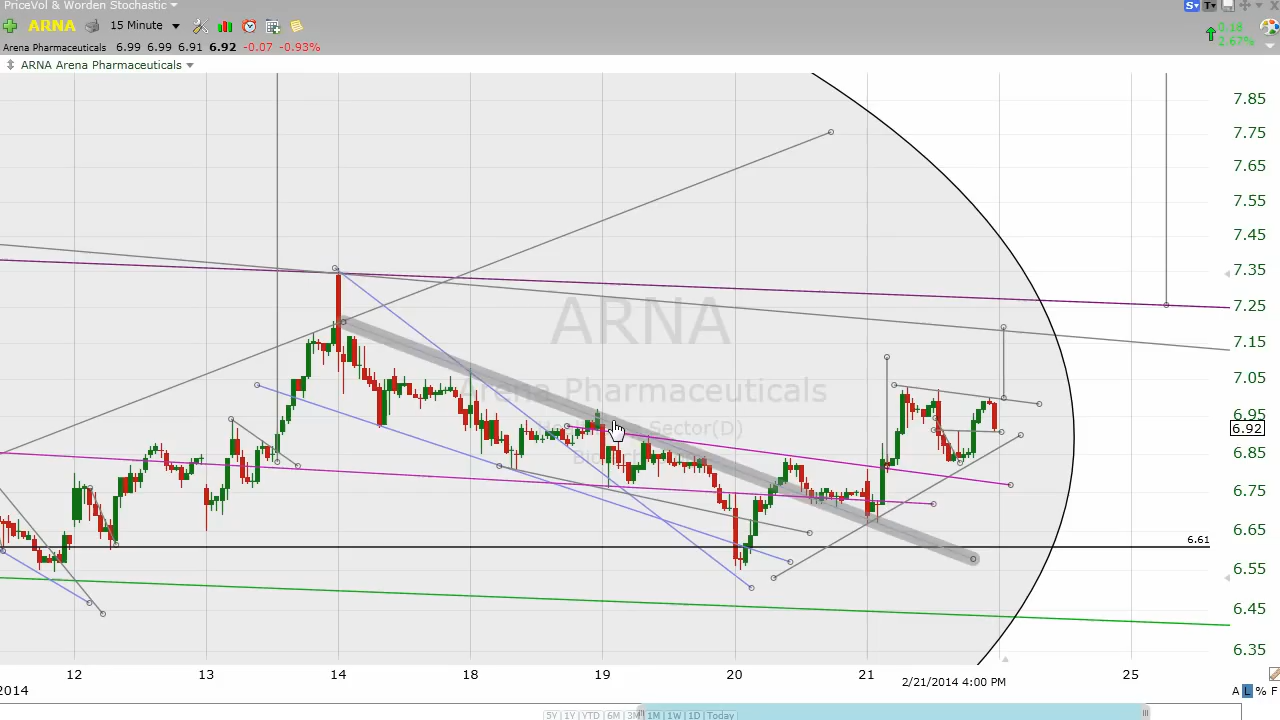 PriceVol & Worden Stochastic
ARNA 15 Minute
Arena Pharmaceuticals 6.99 6.99 6.91 6.92 -0.07 -0.93%
S T
0.18
2.67%
ARNA Arena Pharmaceuticals
7.85
7.75
7.65
7.55
7.45
7.35
7.25
7.15
7.05
6.95
6.92
6.85
6.75
6.65
6.61
6.55
6.45
6.35
ARNA
Arena Pharmaceuticals
Sector(D)
12 13 14 18 19 20 21 25
2014
2/21/2014 4:00 PM
A L % F
5Y 1Y YTD 6M 3M 1M 1W 1D Today